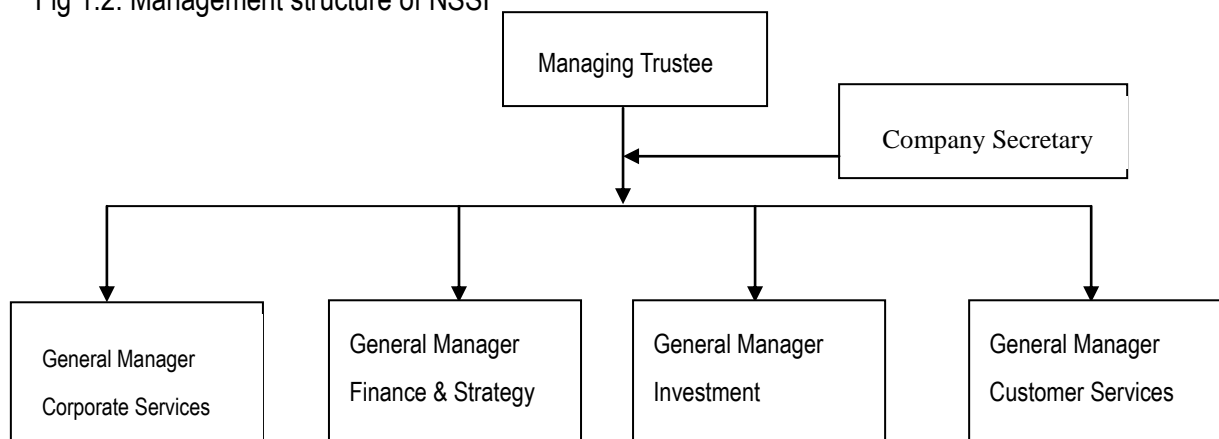 Fig 1.2: Management structure of NSSF
Managing Trustee
Company Secretary
General Manager
Corporate Services
General Manager
Finance & Strategy
General Manager
Investment
General Manager
Customer Services